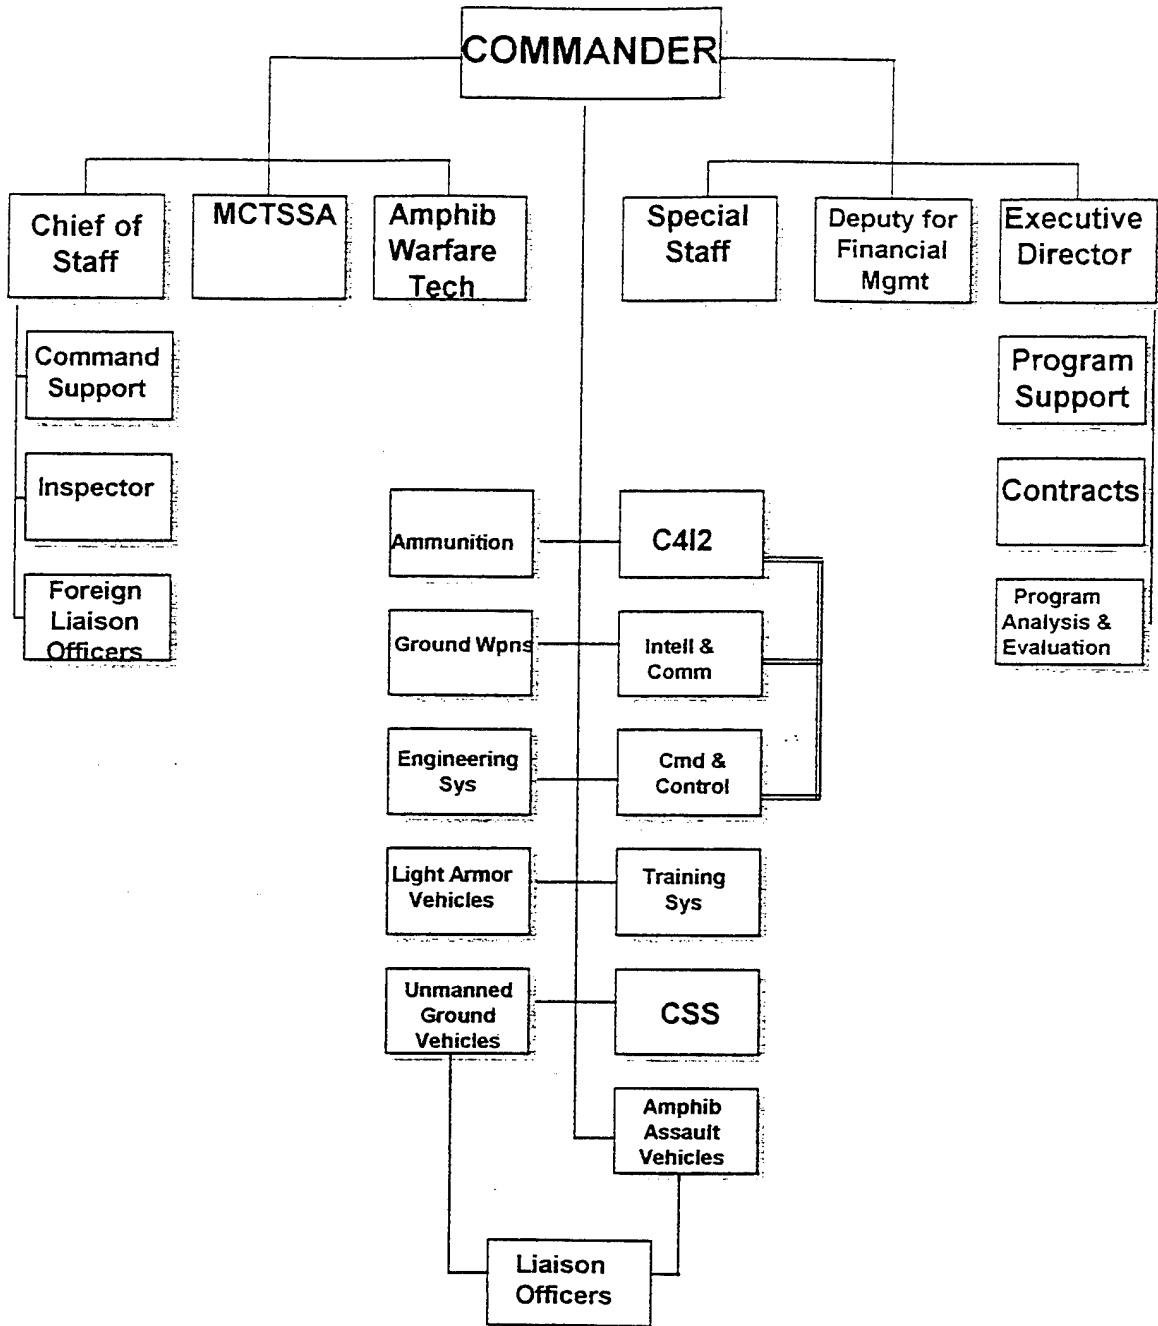 COMMANDER
Chief of
Staff
MCTSSA
Amphib
Warfare
Tech
Special
Staff
Deputy for
Financial
Mgmt
Executive
Director
Command
Support
Inspector
Foreign
Liaison
Officers
Program
Support
Contracts
Program
Analysis &
Evaluation
Ammunition
C4I2
Ground Wpns
Intell &
Comm
Engineering
Sys
Cmd &
Control
Light Armor
Vehicles
Training
Sys
Unmanned
Ground
Vehicles
CSS
Amphib
Assault
Vehicles
Liaison
Officers